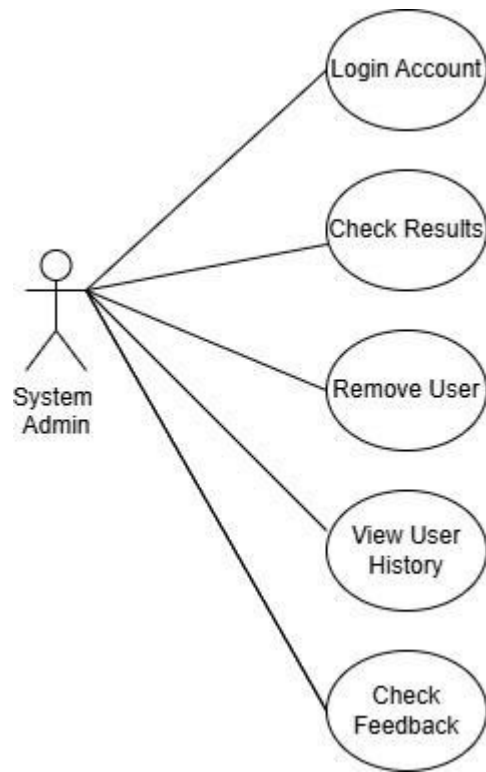 Login Account
Check Results
Remove User
System
Admin
View User
History
Check
Feedback